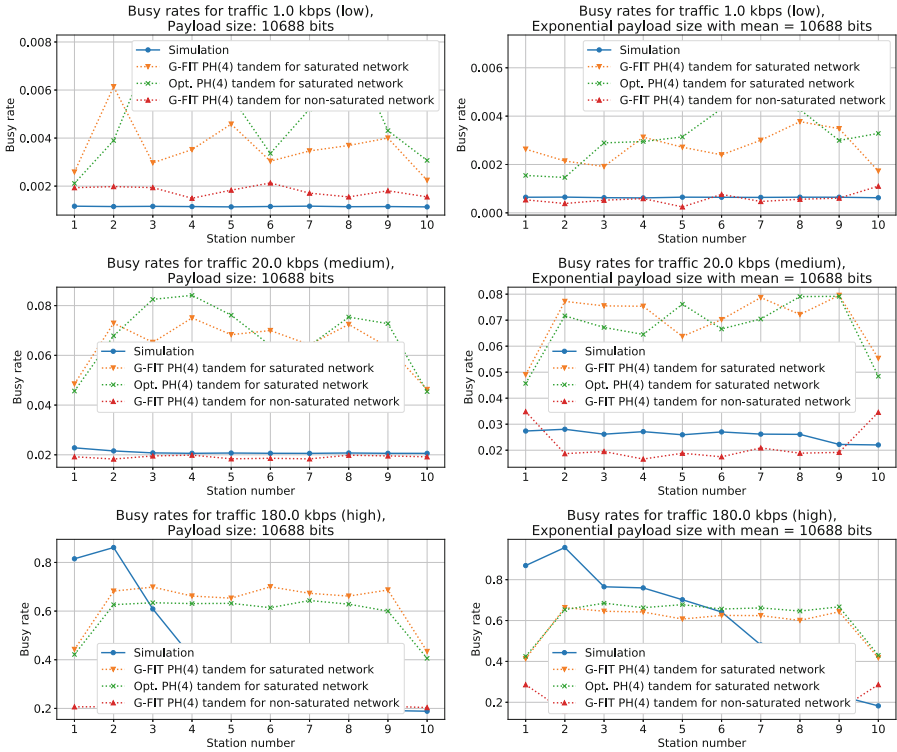 Busy rates for traffic 1.0 kbps (low),
Payload size: 10688 bits
Busy rate
0.008
0.006
0.004
0.002
Simulation
G-FIT PH(4) tandem for saturated network
Opt. PH(4) tandem for saturated network
G-FIT PH(4) tandem for non-saturated network
1 2 3 4 5 6 7 8 9 10
Station number
Busy rates for traffic 1.0 kbps (low),
Exponential payload size with mean = 10688 bits
Busy rate
0.006
0.004
0.002
0.000
Simulation
G-FIT PH(4) tandem for saturated network
Opt. PH(4) tandem for saturated network
G-FIT PH(4) tandem for non-saturated network
1 2 3 4 5 6 7 8 9 10
Station number
Busy rates for traffic 20.0 kbps (medium),
Payload size: 10688 bits
Busy rate
0.08
0.06
0.04
0.02
Simulation
G-FIT PH(4) tandem for saturated network
Opt. PH(4) tandem for saturated network
G-FIT PH(4) tandem for non-saturated network
1 2 3 4 5 6 7 8 9 10
Station number
Busy rates for traffic 20.0 kbps (medium),
Exponential payload size with mean = 10688 bits
Busy rate
0.08
0.07
0.06
0.05
0.04
0.03
0.02
Simulation
G-FIT PH(4) tandem for saturated network
Opt. PH(4) tandem for saturated network
G-FIT PH(4) tandem for non-saturated network
1 2 3 4 5 6 7 8 9 10
Station number
Busy rates for traffic 180.0 kbps (high),
Payload size: 10688 bits
Busy rate
0.8
0.6
0.4
0.2
Simulation
G-FIT PH(4) tandem for saturated network
Opt. PH(4) tandem for saturated network
G-FIT PH(4) tandem for non-saturated network
1 2 3 4 5 6 7 8 9 10
Station number
Busy rates for traffic 180.0 kbps (high),
Exponential payload size with mean = 10688 bits
Busy rate
0.8
0.6
0.4
0.2
Simulation
G-FIT PH(4) tandem for saturated network
Opt. PH(4) tandem for saturated network
G-FIT PH(4) tandem for non-saturated network
1 2 3 4 5 6 7 8 9 10
Station number